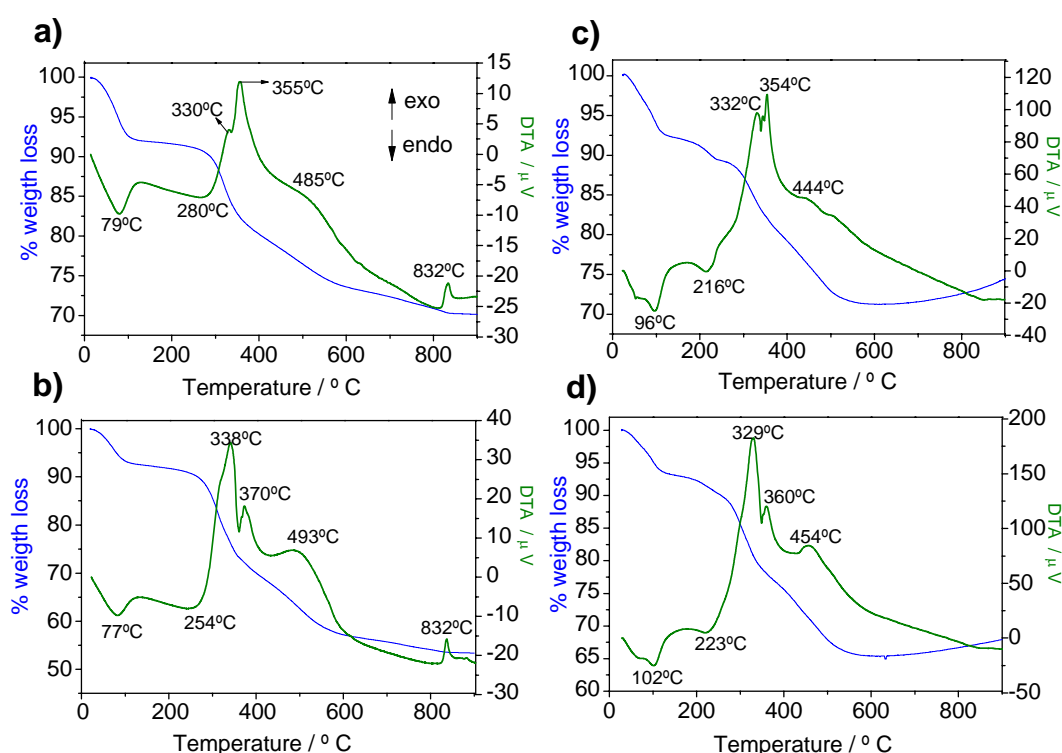 a)
100
95
90
85
80
75
70
% weigth loss
0
200
400
600
800
Temperature / º C
15
10
5
0
-5
-10
-15
-20
-25
-30
DTA / μ V
79ºC
280ºC
330ºC
355ºC
485ºC
832ºC
exo
endo
c)
100
95
90
85
80
75
70
% weigth loss
0
200
400
600
800
Temperature / º C
120
100
80
60
40
20
0
-20
-40
DTA / μ V
96ºC
216ºC
332ºC
354ºC
444ºC
b)
100
90
80
70
60
50
% weigth loss
0
200
400
600
800
Temperature / º C
40
30
20
10
0
-10
-20
-30
DTA / μ V
77ºC
254ºC
338ºC
370ºC
493ºC
832ºC
d)
100
95
90
85
80
75
70
65
60
% weigth loss
0
200
400
600
800
Temperature / º C
200
150
100
50
0
-50
DTA / μ V
102ºC
223ºC
329ºC
360ºC
454ºC